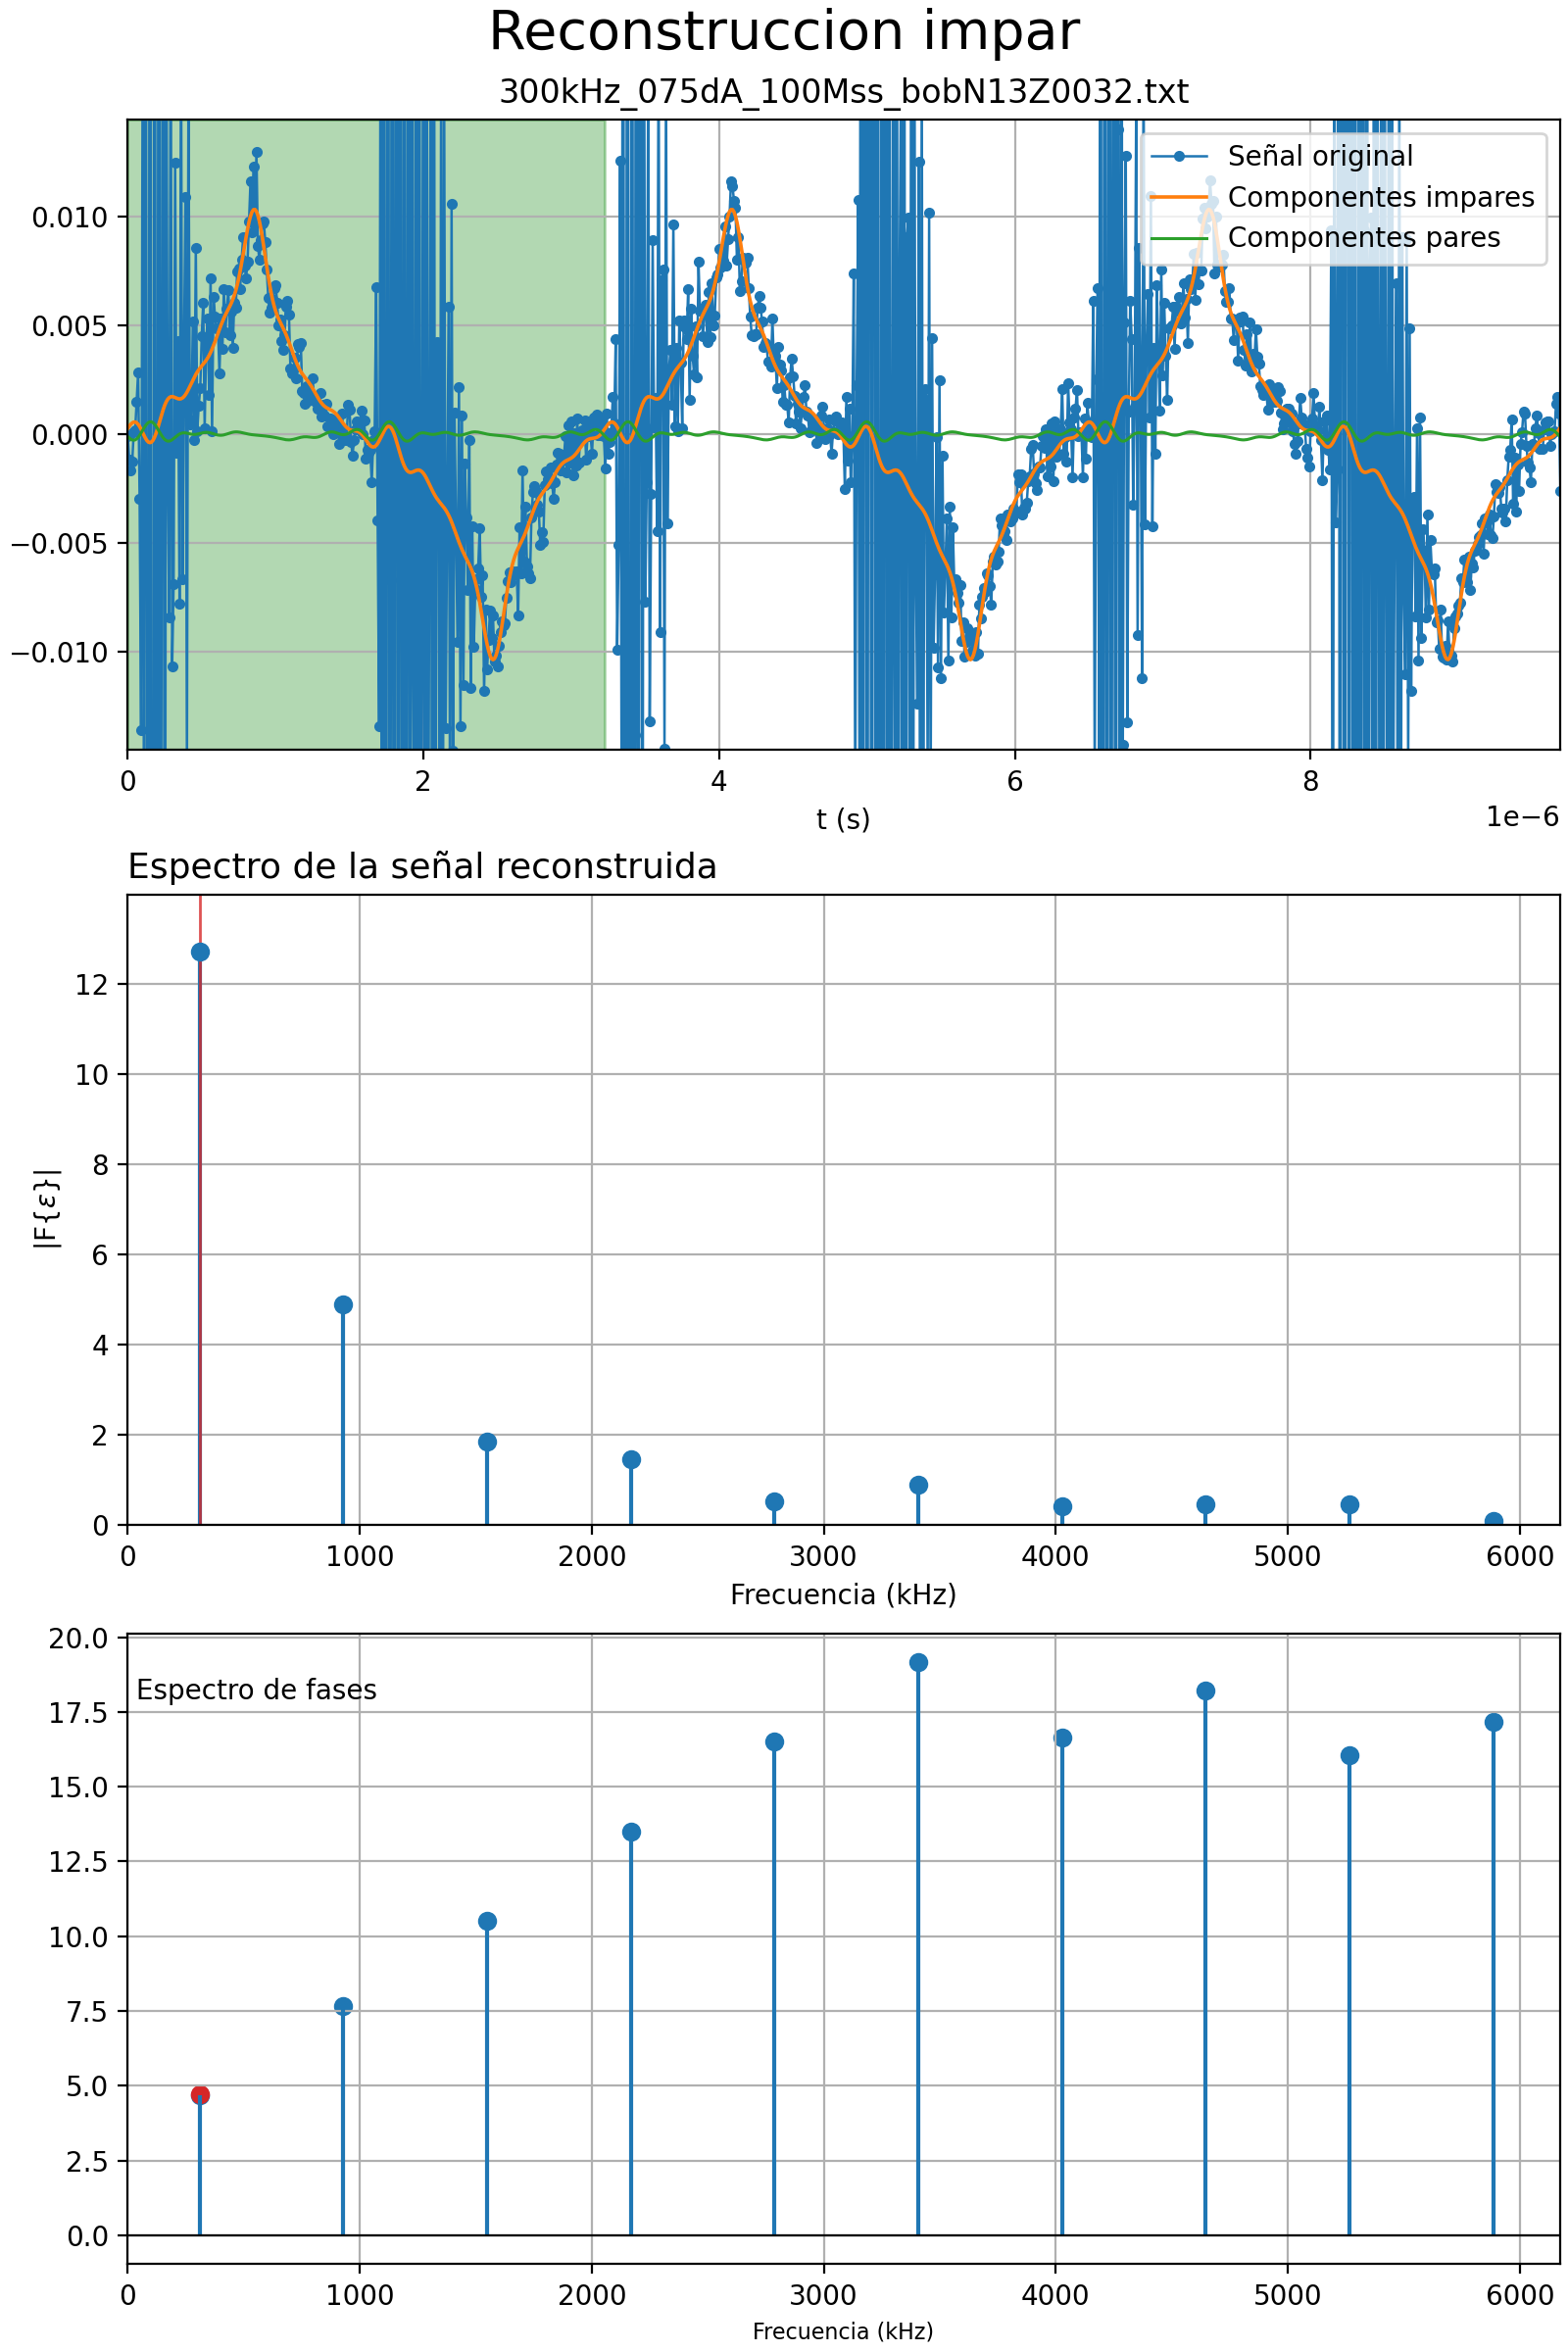 Reconstruccion impar
300kHz_075dA_100Mss_bobN13Z0032.txt
Señal original
Componentes impares
Componentes pares
0.010
0.005
0.000
−0.005
−0.010
0 2 4 6 8
1e−6
t (s)
Espectro de la señal reconstruida
12
10
8
6
4
2
0
|F{ε}|
0 1000 2000 3000 4000 5000 6000
Frecuencia (kHz)
Espectro de fases
20.0
17.5
15.0
12.5
10.0
7.5
5.0
2.5
0.0
0 1000 2000 3000 4000 5000 6000
Frecuencia (kHz)